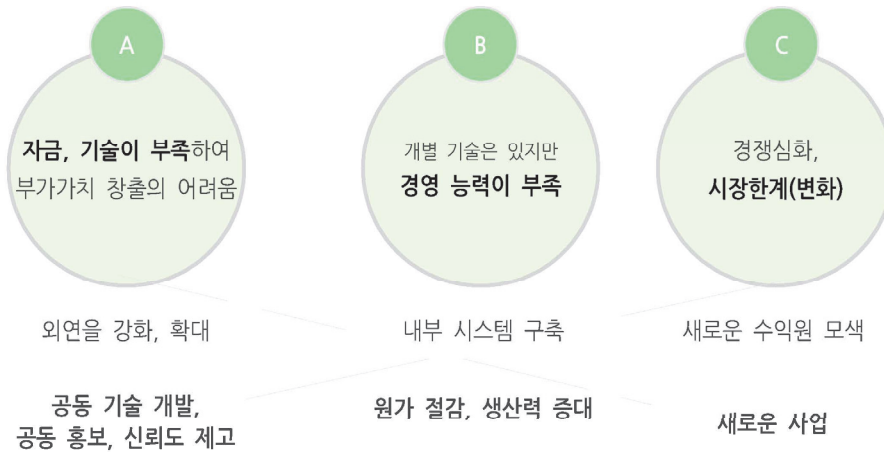 A
자금, 기술이 부족하여
부가가치 창출의 어려움
외연을 강화, 확대
공동 기술 개발,
공동 홍보, 신뢰도 제고
B
개별 기술은 있지만
경영 능력이 부족
내부 시스템 구축
원가 절감, 생산력 증대
C
경쟁심화,
시장한계(변화)
새로운 수익원 모색
새로운 사업